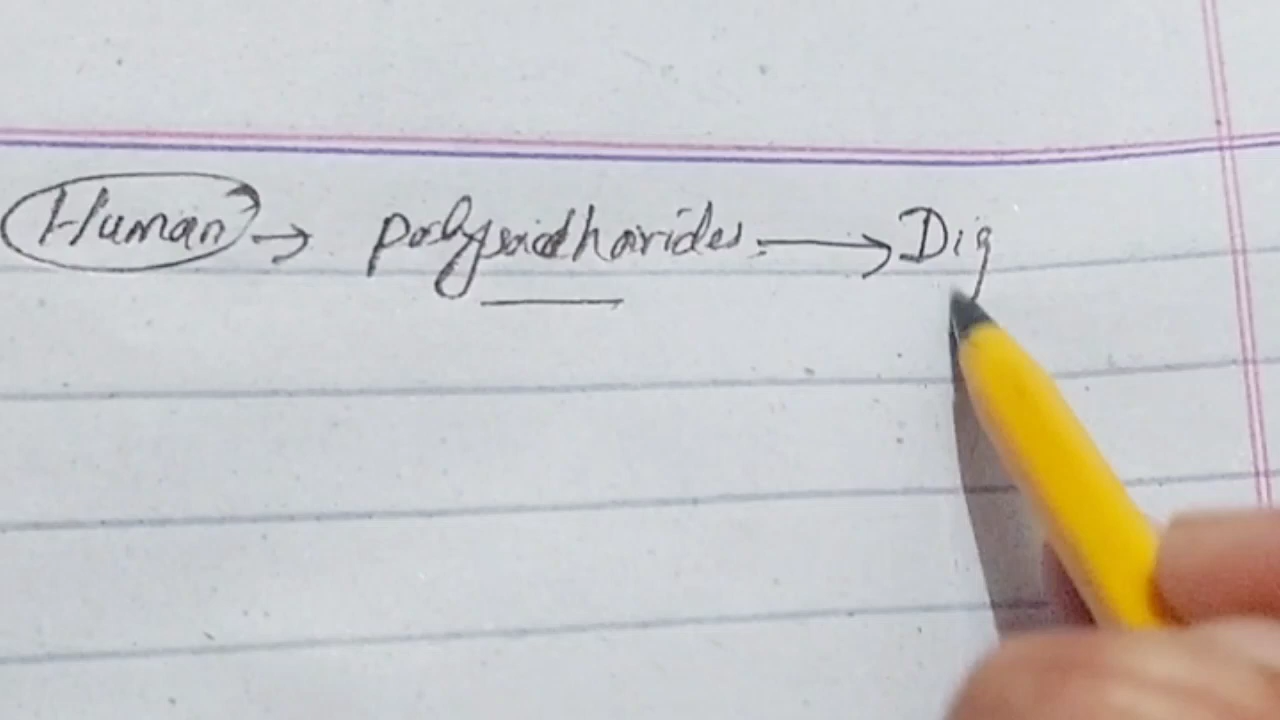 Human → polysaccharides. → Dig